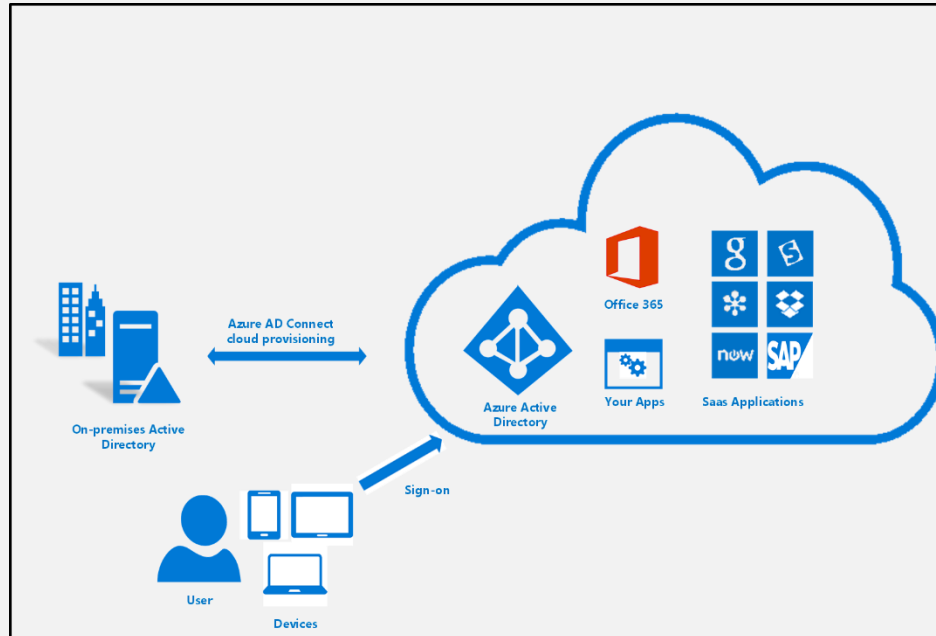 Office 365
Azure AD Connect
cloud provisioning
now
SAP
Azure Active
Directory
Your Apps
Saas Applications
On-premises Active
Directory
Sign-on
User
Devices
g
S